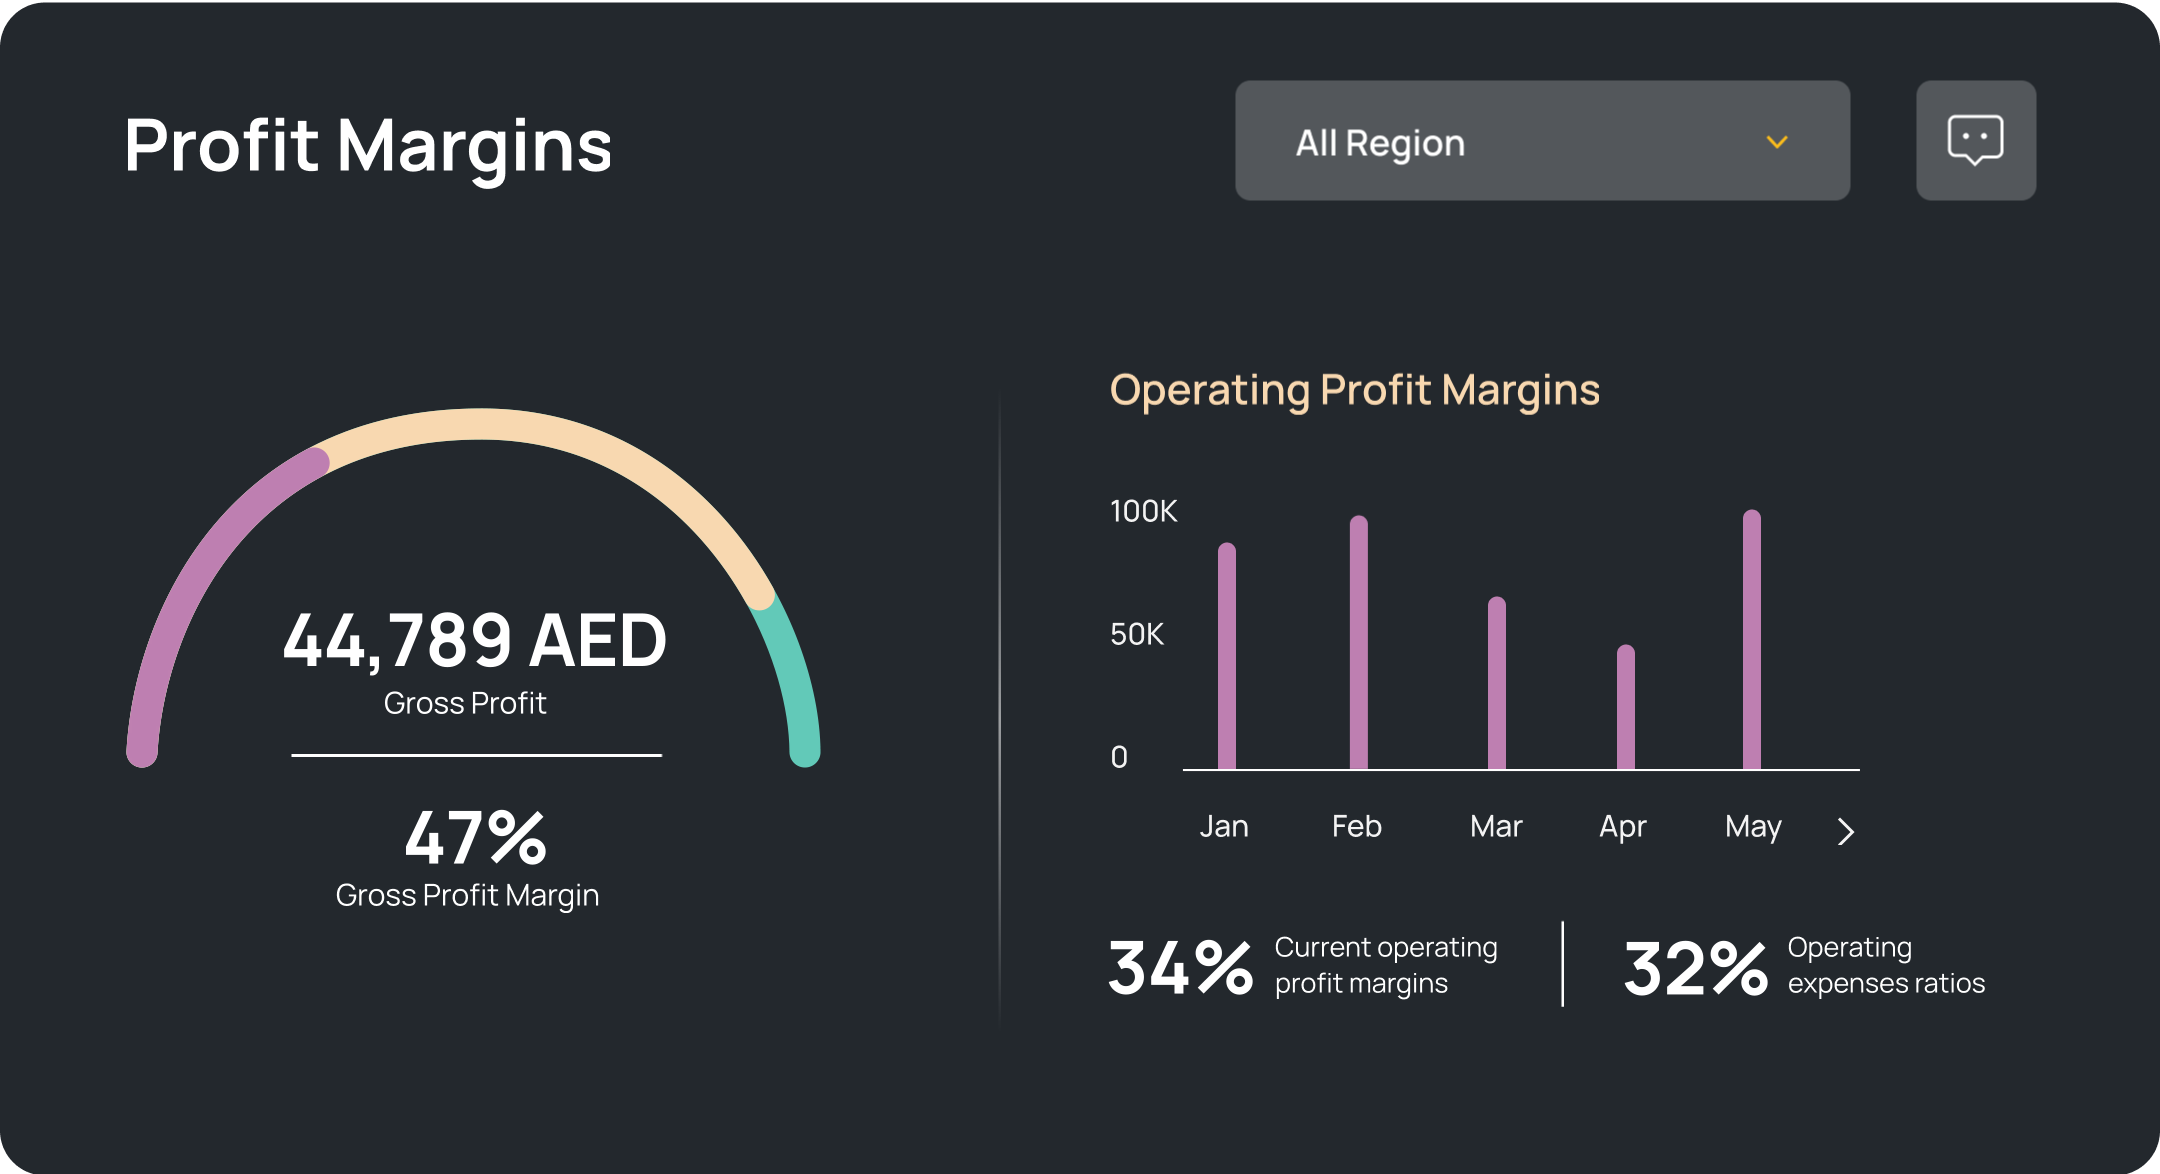 Profit Margins
All Region
44,789 AED
Gross Profit
47%
Gross Profit Margin
Operating Profit Margins
100K
50K
0
Jan Feb Mar Apr May
34% Current operating
profit margins
32% Operating
expenses ratios